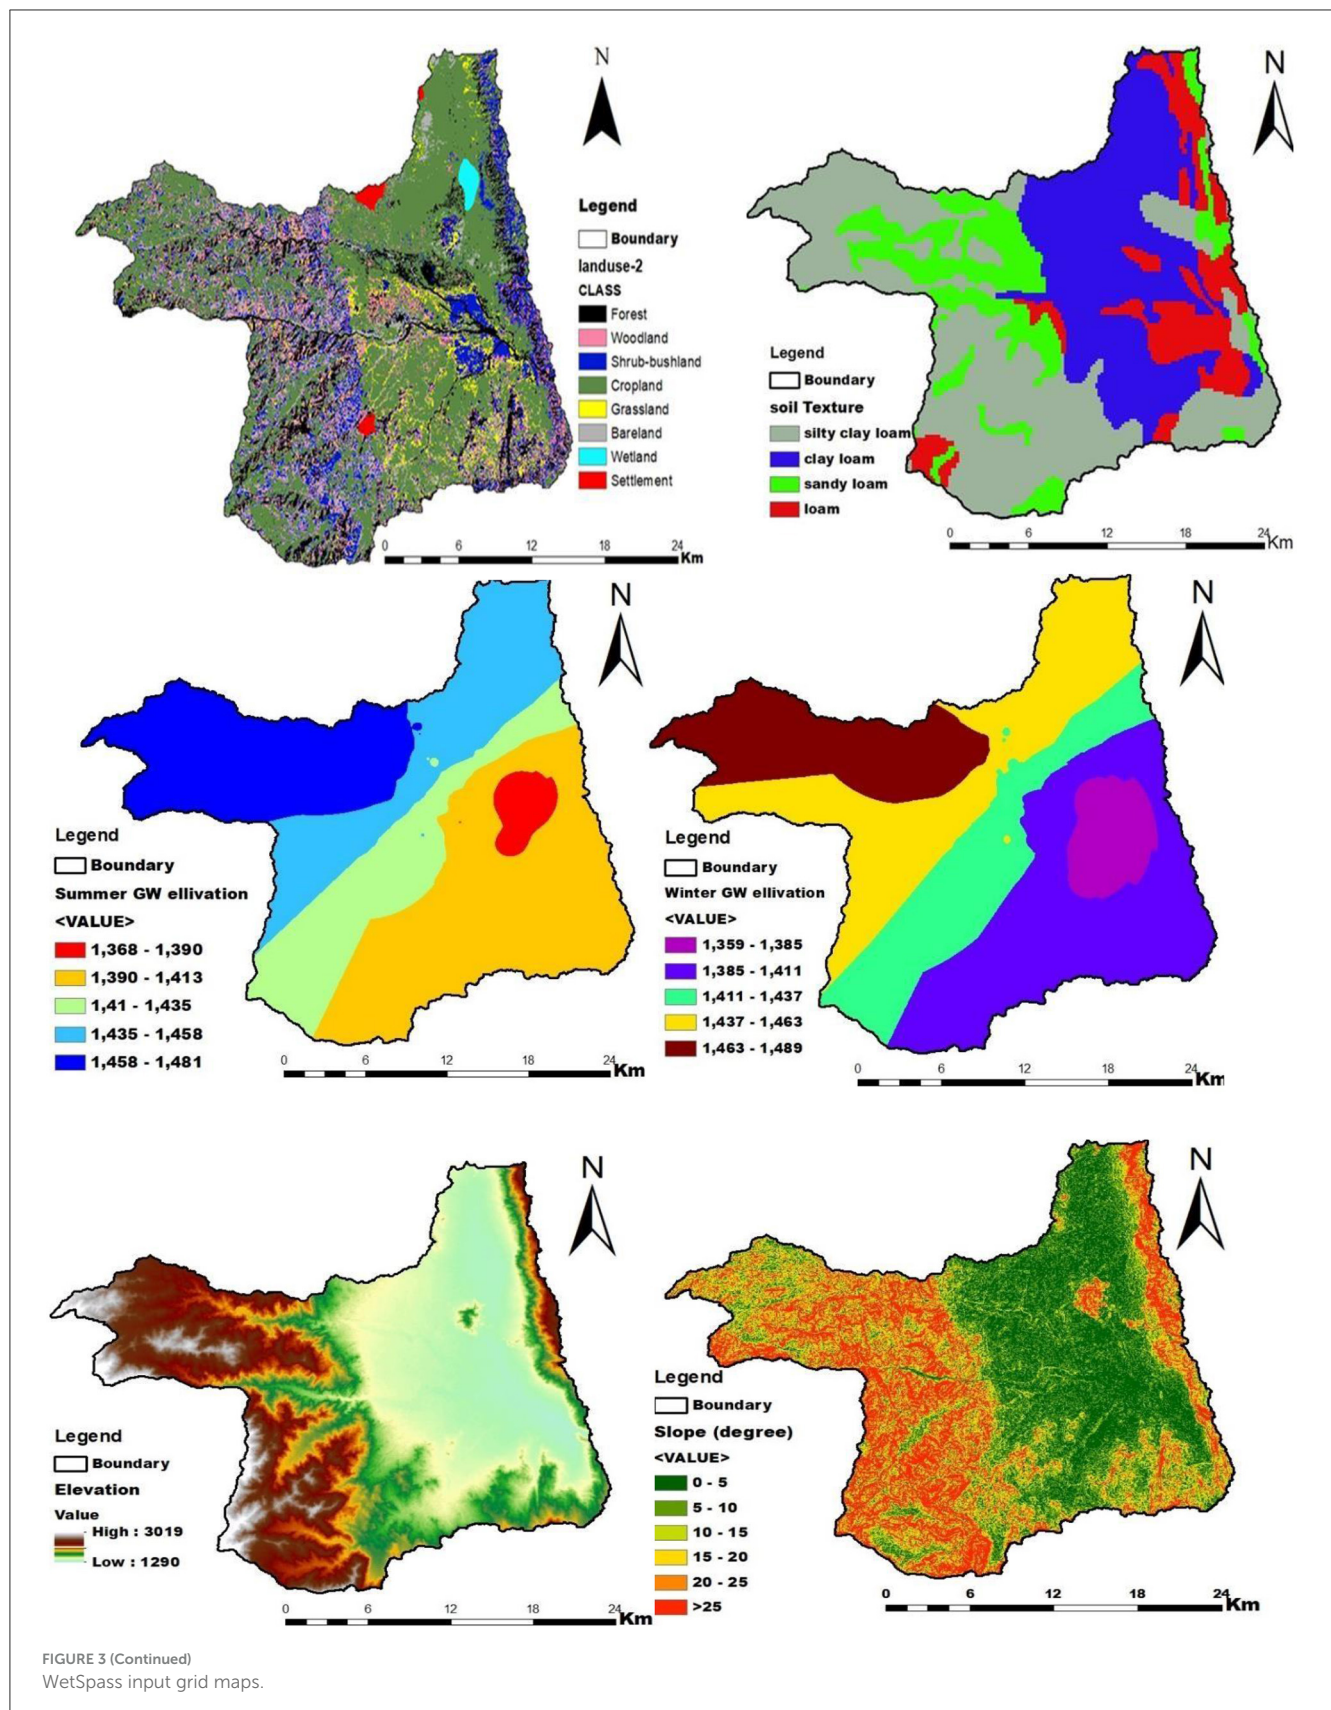 N
Legend
Boundary
landuse-2
CLASS
Forest
Woodland
Shrub-bushland
Cropland
Grassland
Bareland
Wetland
Settlement
0 6 12 18 24
Km
N
Legend
Boundary
soil Texture
silty clay loam
clay loam
sandy loam
loam
0 6 12 18 24
Km
N
Legend
Boundary
Summer GW ellivation
<VALUE>
1,368 - 1,390
1,390 - 1,413
1,41 - 1,435
1,435 - 1,458
1,458 - 1,481
0 6 12 18 24
Km
N
Legend
Boundary
Winter GW ellivation
<VALUE>
1,359 - 1,385
1,385 - 1,411
1,411 - 1,437
1,437 - 1,463
1,463 - 1,489
0 6 12 18 24
Km
N
Legend
Boundary
Elevation
Value
High : 3019
Low : 1290
0 6 12 18 24
Km
N
Legend
Boundary
Slope (degree)
<VALUE>
0 - 5
5 - 10
10 - 15
15 - 20
20 - 25
>25
0 6 12 18 24
Km
FIGURE 3 (Continued)
WetSpass input grid maps.